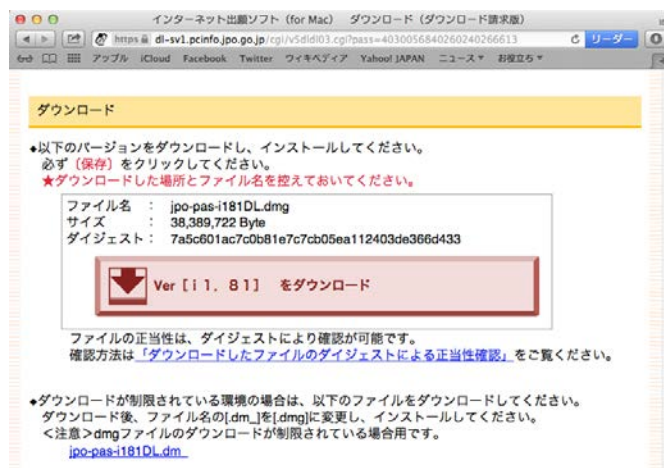 インターネット出願ソフト（for Mac） ダウンロード（ダウンロード請求版）
https dl-sv1.pcinfo.jpo.go.jp/cgi/v5dldl03.cgi?pass=4030056840260240266613 リーダー
アップル iCloud Facebook Twitter ウィキペディア Yahoo! JAPAN ニュース▼ お役立ち▼
ダウンロード
◆以下のバージョンをダウンロードし、インストールしてください。
必ず〔保存〕をクリックしてください。
★ダウンロードした場所とファイル名を控えておいてください。
ファイル名 ： jpo-pas-i181DL.dmg
サイズ ： 38,389,722 Byte
ダイジェスト： 7a5c601ac7c0b81e7c7cb05ea112403de366d433
Ver［i１．８１］ をダウンロード
ファイルの正当性は、ダイジェストにより確認が可能です。
確認方法は「ダウンロードしたファイルのダイジェストによる正当性確認」をご覧ください。
◆ダウンロードが制限されている環境の場合は、以下のファイルをダウンロードしてください。
ダウンロード後、ファイル名の[.dm_]を[.dmg]に変更し、インストールしてください。
＜注意＞dmgファイルのダウンロードが制限されている場合用です。
jpo-pas-i181DL.dm_